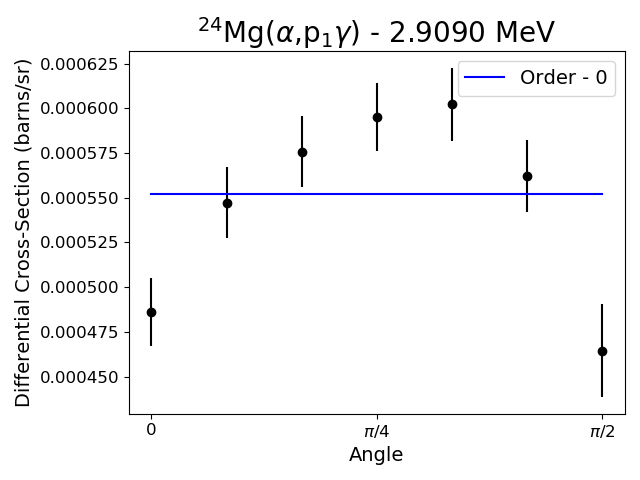 ²⁴Mg(α,p₁γ) - 2.9090 MeV
Order - 0
Differential Cross-Section (barns/sr)
0.000625
0.000600
0.000575
0.000550
0.000525
0.000500
0.000475
0.000450
0 π/4 π/2
Angle